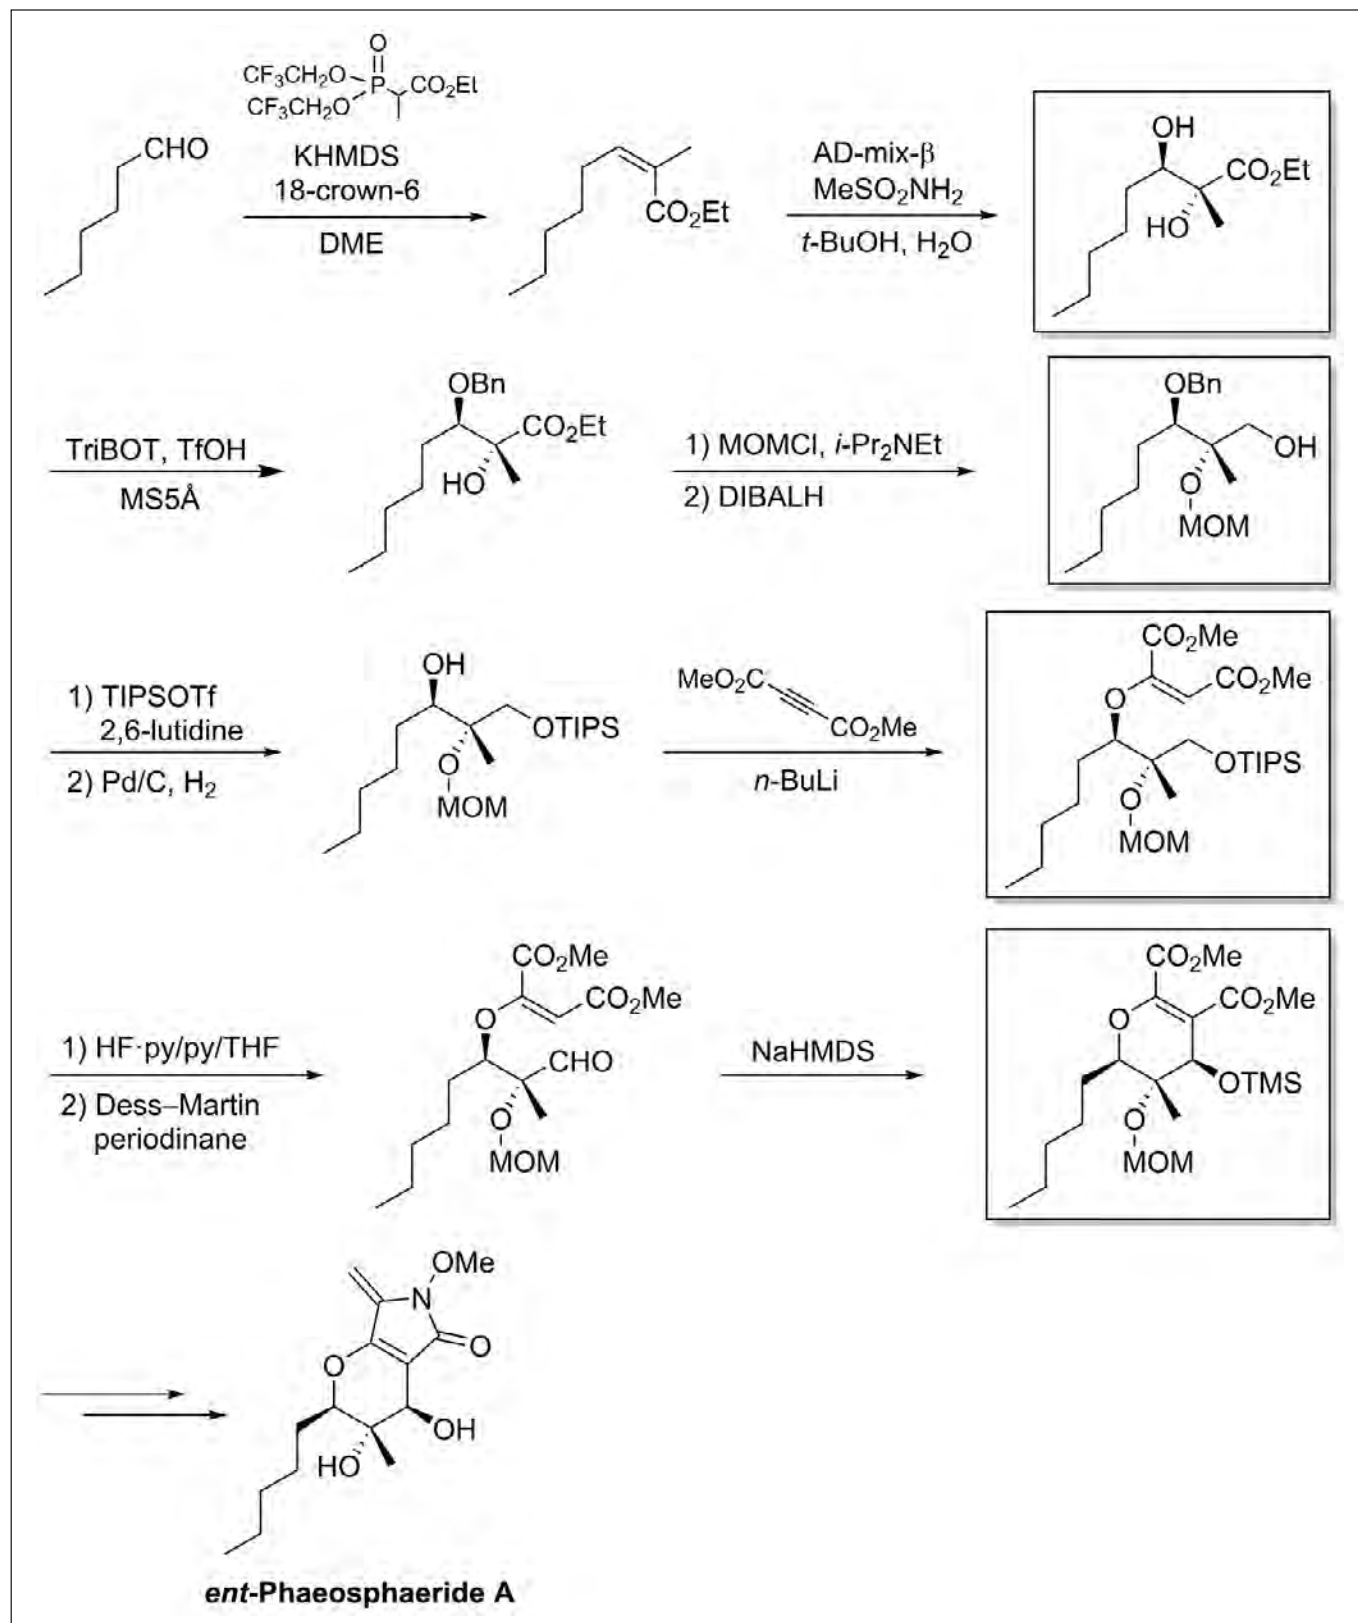 O
CF₃CH₂O
P
CO₂Et
CF₃CH₂O
CHO
KHMDS
18-crown-6
DME
CO₂Et
AD-mix-β
MeSO₂NH₂
t-BuOH, H₂O
OH
CO₂Et
HO
TriBOT, TfOH
MS5Å
OBn
CO₂Et
HO
1) MOMCl, i-Pr₂NEt
2) DIBALH
OBn
OH
O
MOM
1) TIPSOTf
2,6-lutidine
2) Pd/C, H₂
OH
OTIPS
O
MOM
MeO₂C
CO₂Me
n-BuLi
CO₂Me
CO₂Me
O
OTIPS
O
MOM
1) HF·py/py/THF
2) Dess–Martin
periodinane
CO₂Me
CO₂Me
O
CHO
O
MOM
NaHMDS
CO₂Me
CO₂Me
O
OTMS
O
MOM
OMe
N
O
O
OH
HO
ent-Phaeosphaeride A